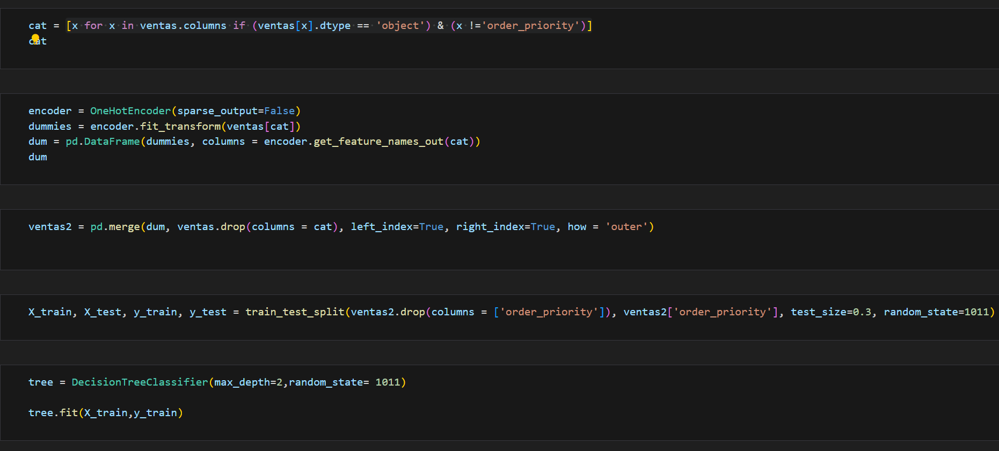 cat = [x for x in ventas.columns if (ventas[x].dtype == 'object') & (x !='order_priority')]
cat
encoder = OneHotEncoder(sparse_output=False)
dummies = encoder.fit_transform(ventas[cat])
dum = pd.DataFrame(dummies, columns = encoder.get_feature_names_out(cat))
dum
ventas2 = pd.merge(dum, ventas.drop(columns = cat), left_index=True, right_index=True, how = 'outer')
X_train, X_test, y_train, y_test = train_test_split(ventas2.drop(columns = ['order_priority']), ventas2['order_priority'], test_size=0.3, random_state=1011)
tree = DecisionTreeClassifier(max_depth=2,random_state= 1011)
tree.fit(X_train,y_train)